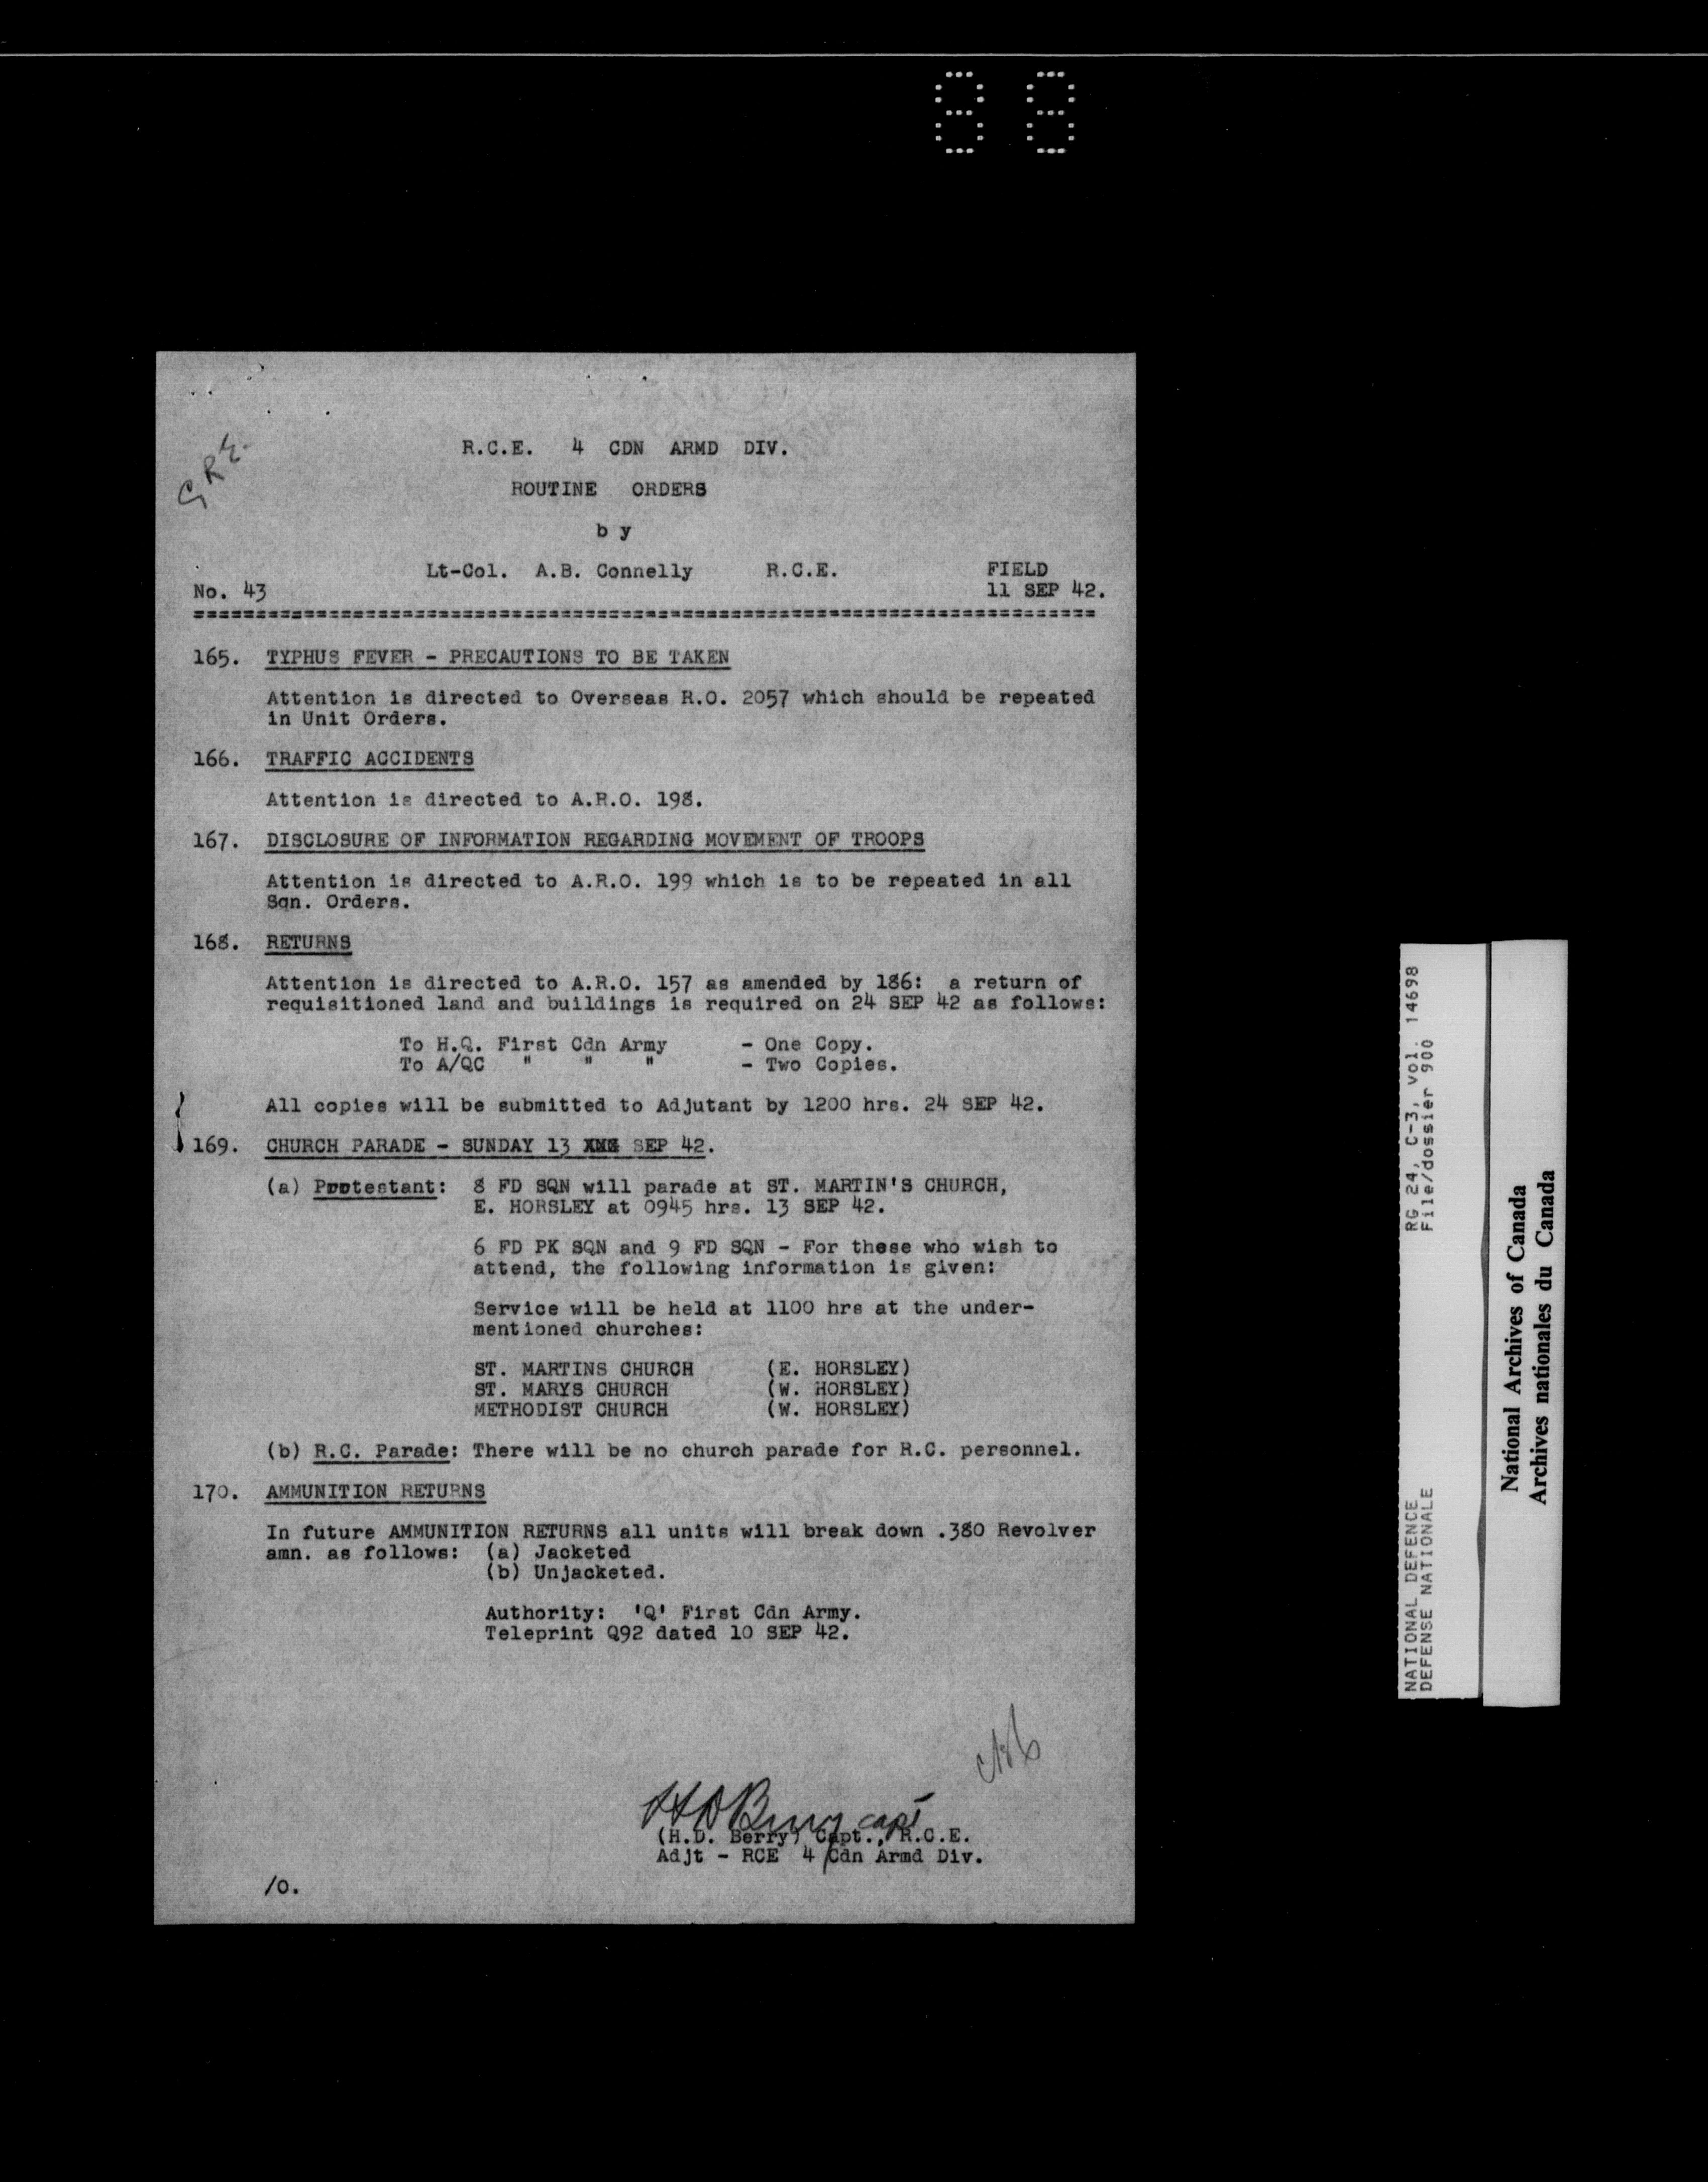 88
CRE.
R.C.E. 4 CDN ARMD DIV.
ROUTINE ORDERS
b y
Lt-Col. A.B. Connelly R.C.E. FIELD
No. 43 11 SEP 42.
165. TYPHUS FEVER - PRECAUTIONS TO BE TAKEN
Attention is directed to Overseas R.O. 2057 which should be repeated
in Unit Orders.
166. TRAFFIC ACCIDENTS
Attention is directed to A.R.O. 198.
167. DISCLOSURE OF INFORMATION REGARDING MOVEMENT OF TROOPS
Attention is directed to A.R.O. 199 which is to be repeated in all
Sqn. Orders.
168. RETURNS
Attention is directed to A.R.O. 157 as amended by 186: a return of
requisitioned land and buildings is required on 24 SEP 42 as follows:
To H.Q. First Cdn Army - One Copy.
To A/QC " " " - Two Copies.
All copies will be submitted to Adjutant by 1200 hrs. 24 SEP 42.
169. CHURCH PARADE - SUNDAY 13 SEP 42.
(a) Protestant: 8 FD SQN will parade at ST. MARTIN'S CHURCH,
E. HORSLEY at 0945 hrs. 13 SEP 42.
6 FD PK SQN and 9 FD SQN - For these who wish to
attend, the following information is given:
Service will be held at 1100 hrs at the under-
mentioned churches:
ST. MARTINS CHURCH (E. HORSLEY)
ST. MARYS CHURCH (W. HORSLEY)
METHODIST CHURCH (W. HORSLEY)
(b) R.C. Parade: There will be no church parade for R.C. personnel.
170. AMMUNITION RETURNS
In future AMMUNITION RETURNS all units will break down .380 Revolver
amn. as follows: (a) Jacketed
(b) Unjacketed.
Authority: 'Q' First Cdn Army.
Teleprint Q92 dated 10 SEP 42.
HDBerry capt
(H.D. Berry) Capt., R.C.E.
Adjt - RCE 4 Cdn Armd Div.
/0.
NATIONAL DEFENCE RG 24, C-3, vol. 14698
DEFENSE NATIONALE File/dossier 900
National Archives of Canada
Archives nationales du Canada